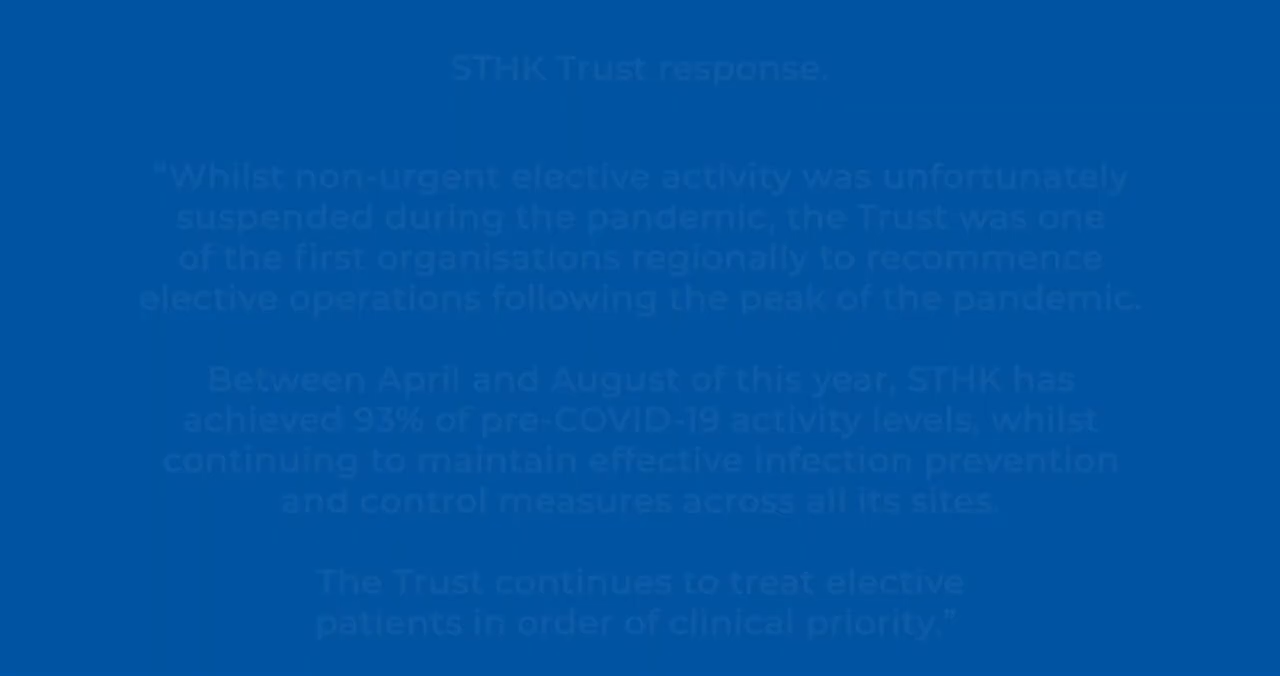 STHK Trust response.
"Whilst non-urgent elective activity was unfortunately
suspended during the pandemic, the Trust was one
of the first organisations regionally to recommence
elective operations following the peak of the pandemic.
Between April and August of this year, STHK has
achieved 93% of pre-COVID-19 activity levels, whilst
continuing to maintain effective infection prevention
and control measures across all its sites.
The Trust continues to treat elective
patients in order of clinical priority."